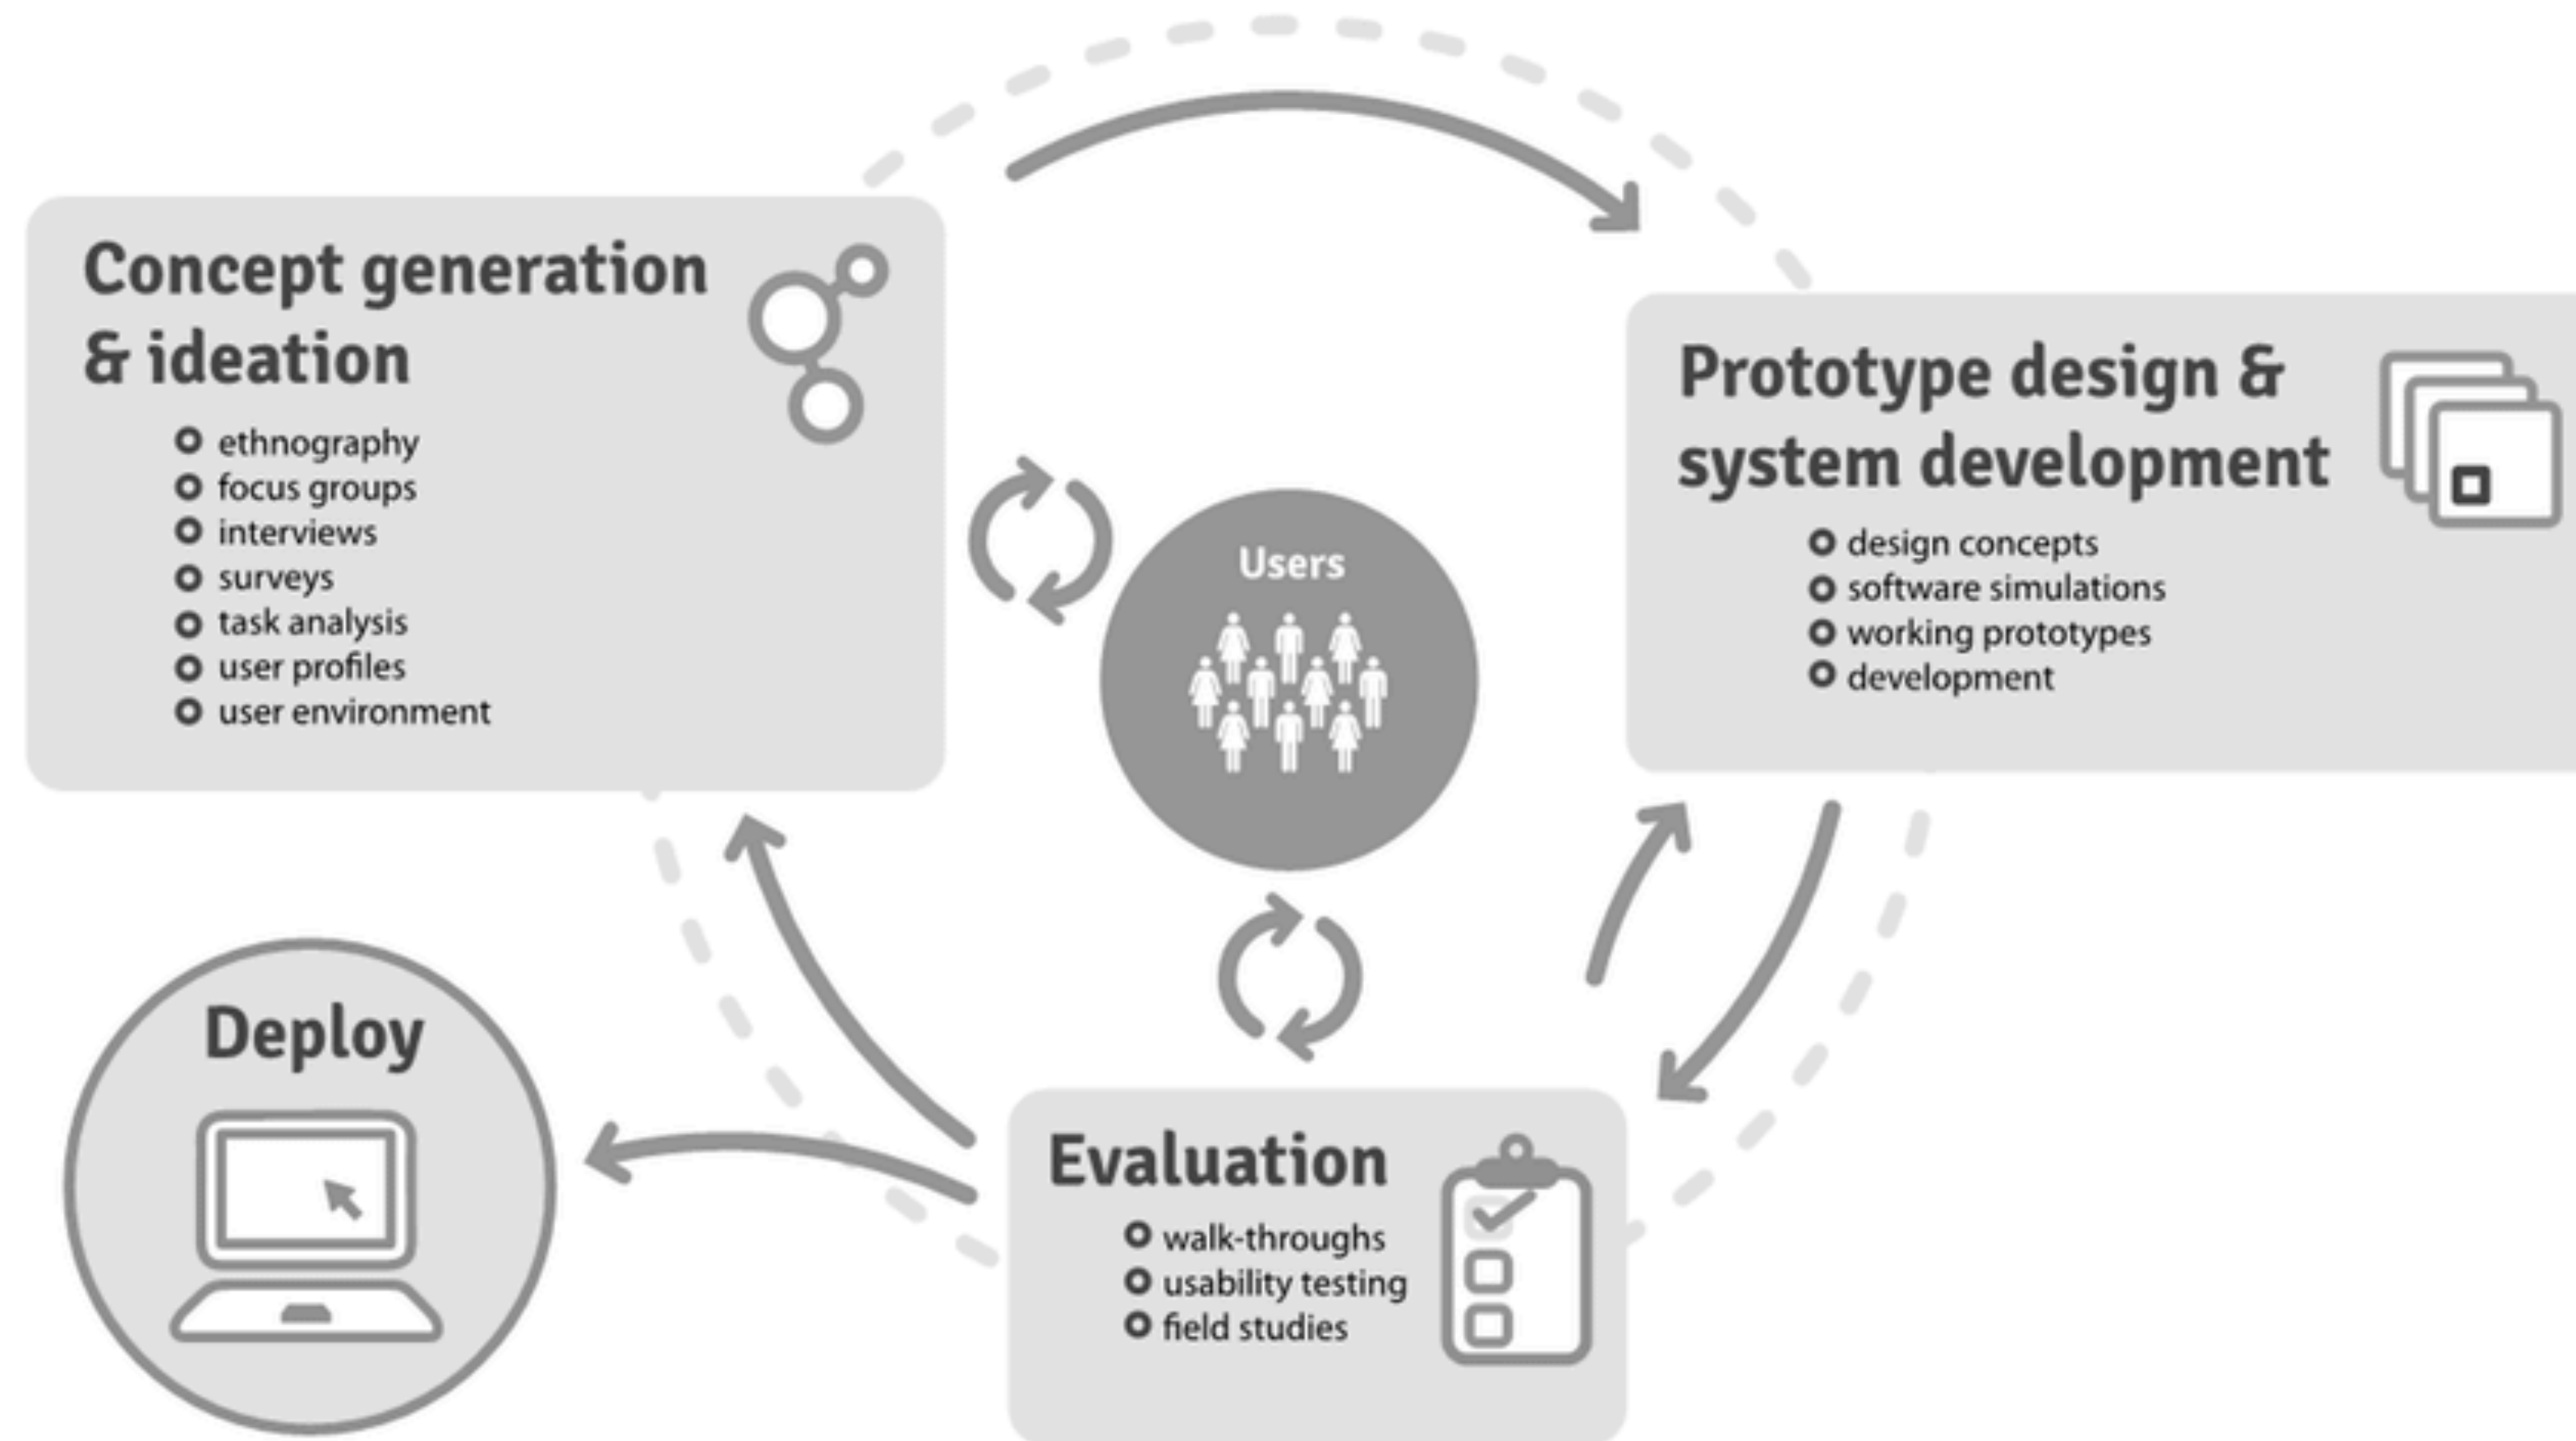 Concept generation
& ideation
ethnography
focus groups
interviews
surveys
task analysis
user profiles
user environment
Users
Prototype design &
system development
design concepts
software simulations
working prototypes
development
Deploy
Evaluation
walk-throughs
usability testing
field studies